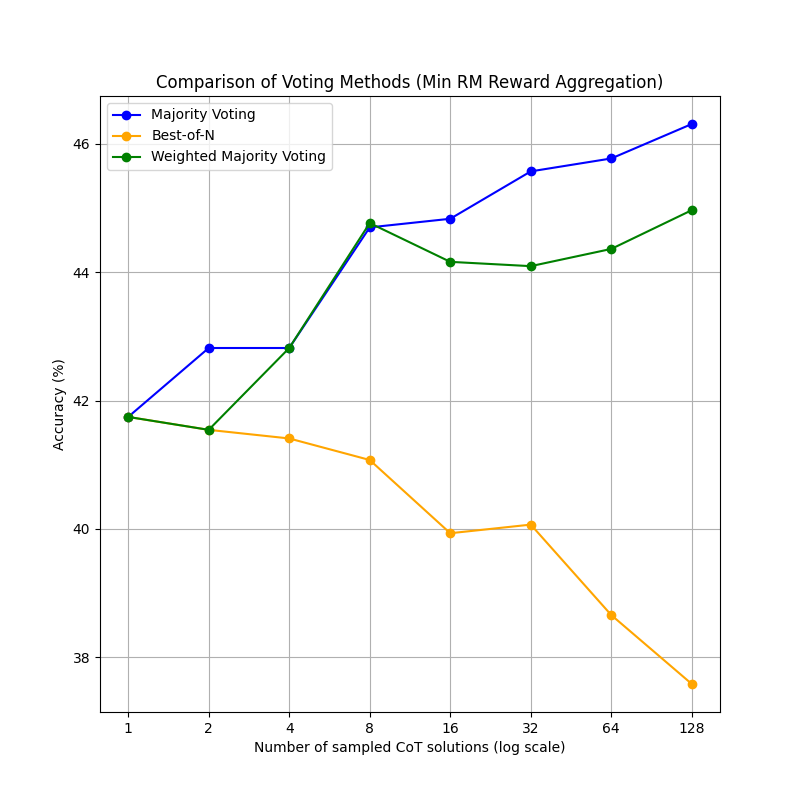 Comparison of Voting Methods (Min RM Reward Aggregation)
Majority Voting
Best-of-N
Weighted Majority Voting
46
44
42
40
38
Accuracy (%)
1 2 4 8 16 32 64 128
Number of sampled CoT solutions (log scale)